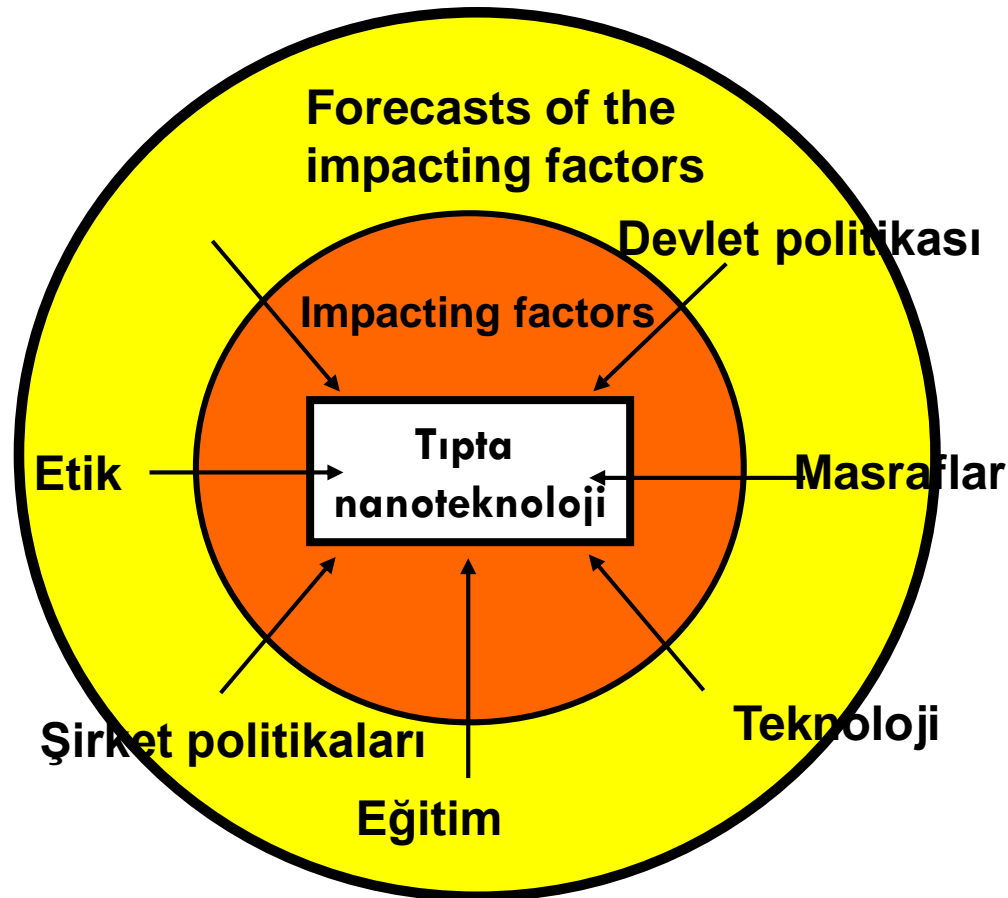 Forecasts of the
impacting factors
Devlet politikası
Impacting factors
Tıpta
nanoteknoloji
Etik
Masraflar
Şirket politikaları
Teknoloji
Eğitim